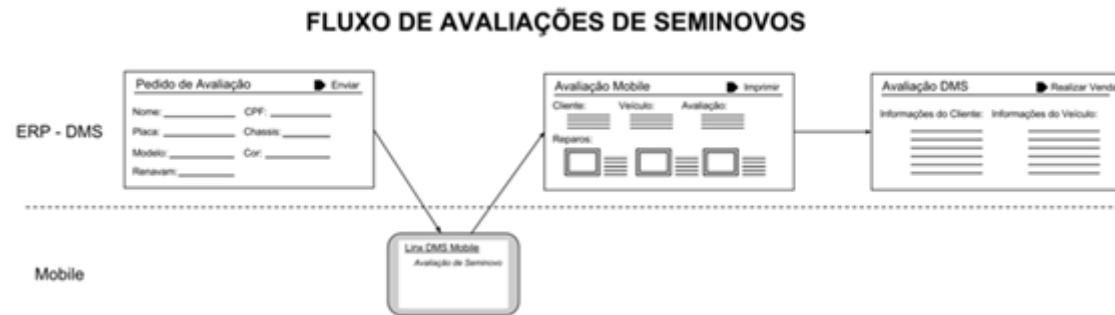 FLUXO DE AVALIAÇÕES DE SEMINOVOS
ERP - DMS
Pedido de Avaliação Enviar
Nome: CPF:
Placa: Chassis:
Modelo: Cor:
Renavam:
Avaliação Mobile Imprimir
Cliente: Veículo: Avaliação:
Reparos:
Avaliação DMS Realizar Venda
Informações do Cliente: Informações do Veículo:
Mobile
Linx DMS Mobile
Avaliação de Seminovo